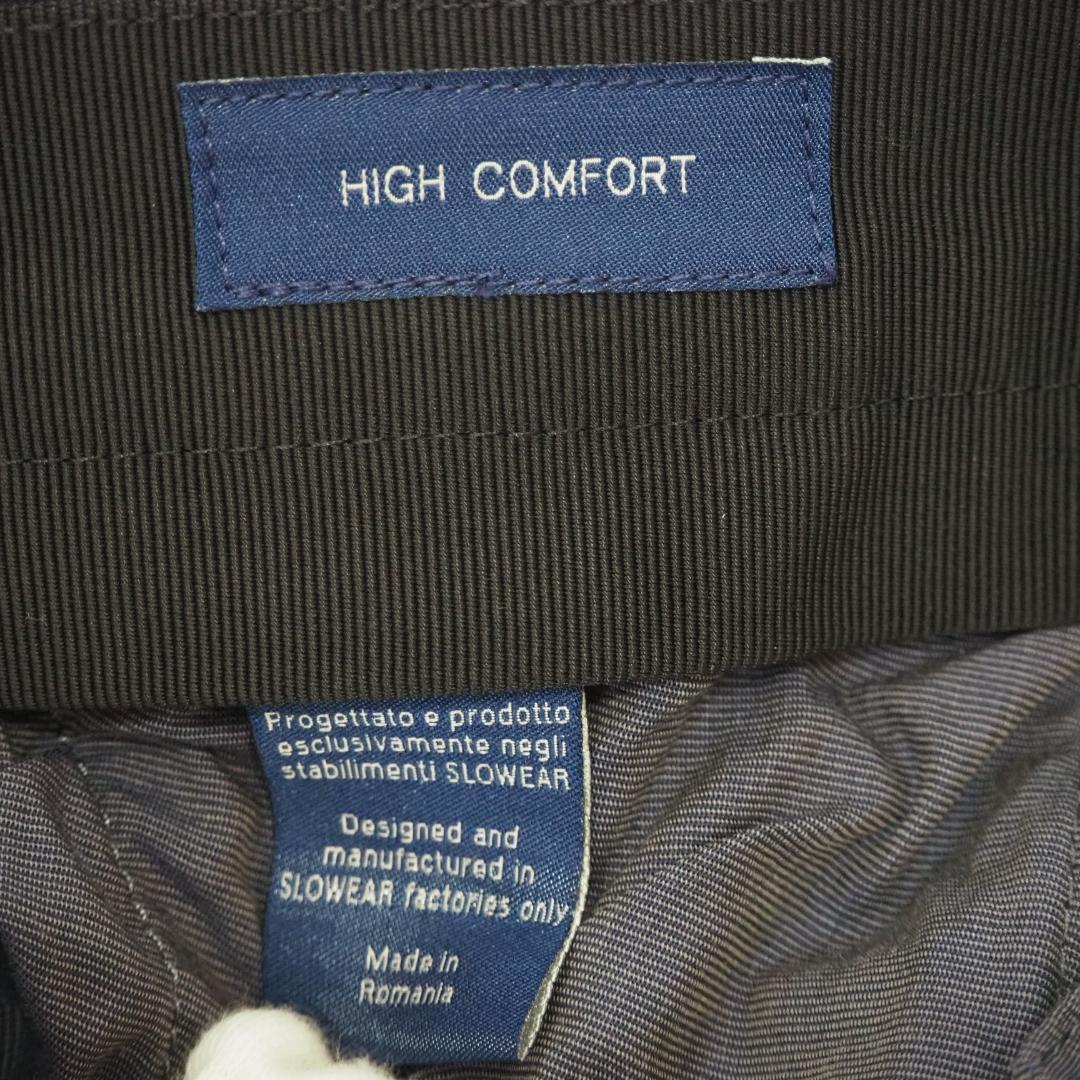 HIGH COMFORT
Progettato e prodotto
esclusivamente negli
stabilimenti SLOWEAR
Designed and
manufactured in
SLOWEAR factories only
Made in
Romania